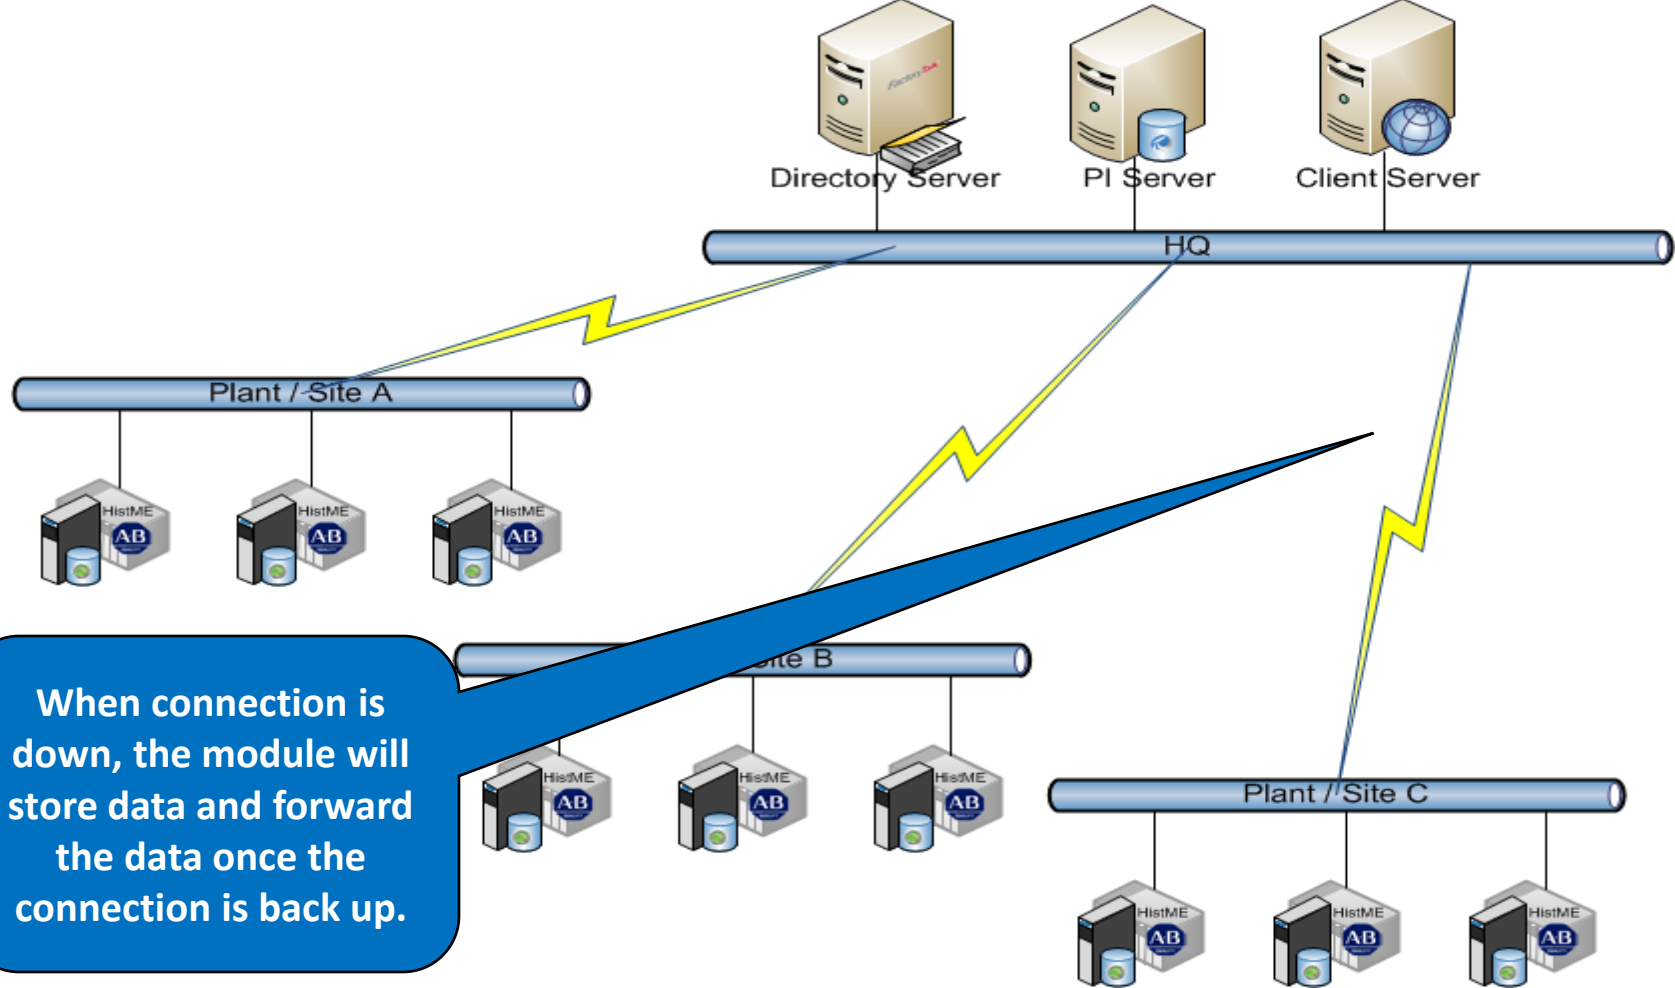 FactoryTalk
Directory Server
PI Server
Client Server
HQ
Plant / Site A
HistME
AB
HistME
AB
HistME
AB
Site B
HistME
AB
HistME
AB
HistME
AB
When connection is
down, the module will
store data and forward
the data once the
connection is back up.
Plant / Site C
HistME
AB
HistME
AB
HistME
AB